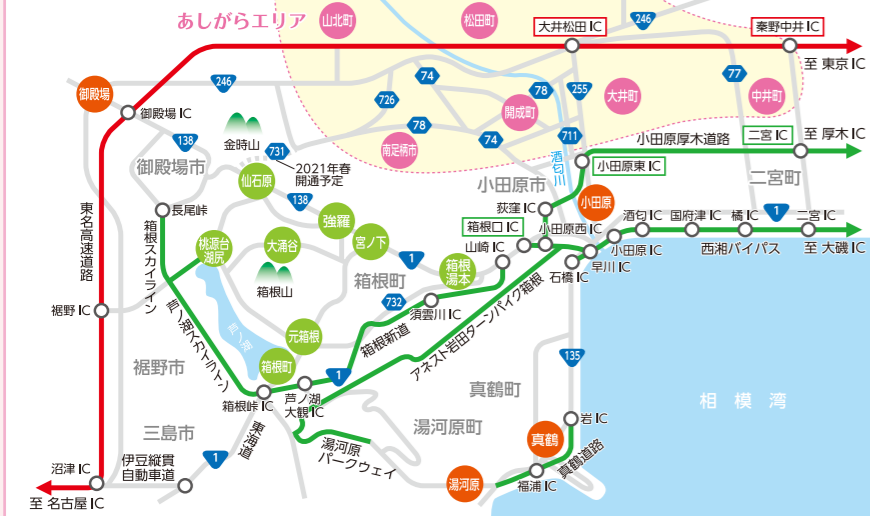 あしがらエリア
山北町
松田町
246
大井松田 IC
秦野中井 IC
至 東京 IC
御殿場
246
74
78
255
大井町
77
中井町
726
開成町
御殿場 IC
78
74
711
小田原厚木道路
二宮 IC
至 厚木 IC
138
金時山
南足柄市
酒匂川
731
2021年春
開通予定
御殿場市
小田原東 IC
仙石原
小田原市
二宮町
138
小田原
荻窪 IC
1
長尾峠
強羅
箱根口 IC
小田原西 IC
酒匂 IC
国府津 IC
橘 IC
二宮 IC
東名高速道路
箱根スカイライン
桃源台
湖尻
大涌谷
宮ノ下
1
山崎 IC
小田原 IC
西湘バイパス
至 大磯 IC
早川 IC
石橋 IC
箱根
湯本
箱根町
箱根山
732
須雲川 IC
裾野 IC
芦ノ湖スカイライン
芦ノ湖
元箱根
箱根新道
アネスト岩田ターンパイク箱根
135
裾野市
箱根町
1
真鶴町
相模湾
箱根峠 IC
芦ノ湖
大観 IC
湯河原町
岩 IC
三島市
東海道
湯河原
パークウェイ
真鶴
真鶴道路
1
沼津 IC
伊豆縦貫
自動車道
湯河原
福浦 IC
至 名古屋 IC